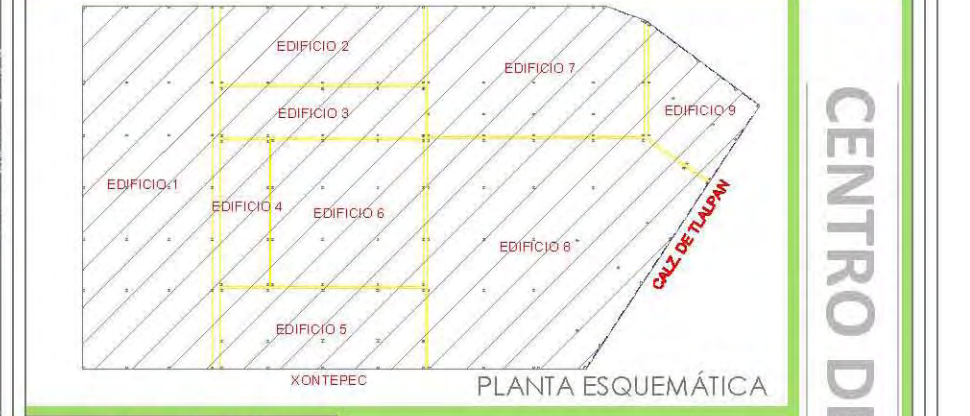 EDIFICIO 2
EDIFICIO 7
EDIFICIO 3
EDIFICIO 9
EDIFICIO 1
EDIFICIO 4
EDIFICIO 6
EDIFICIO 8
CALZ. DE TLALPAN
EDIFICIO 5
XONTEPEC
PLANTA ESQUEMÁTICA
CENTRO D